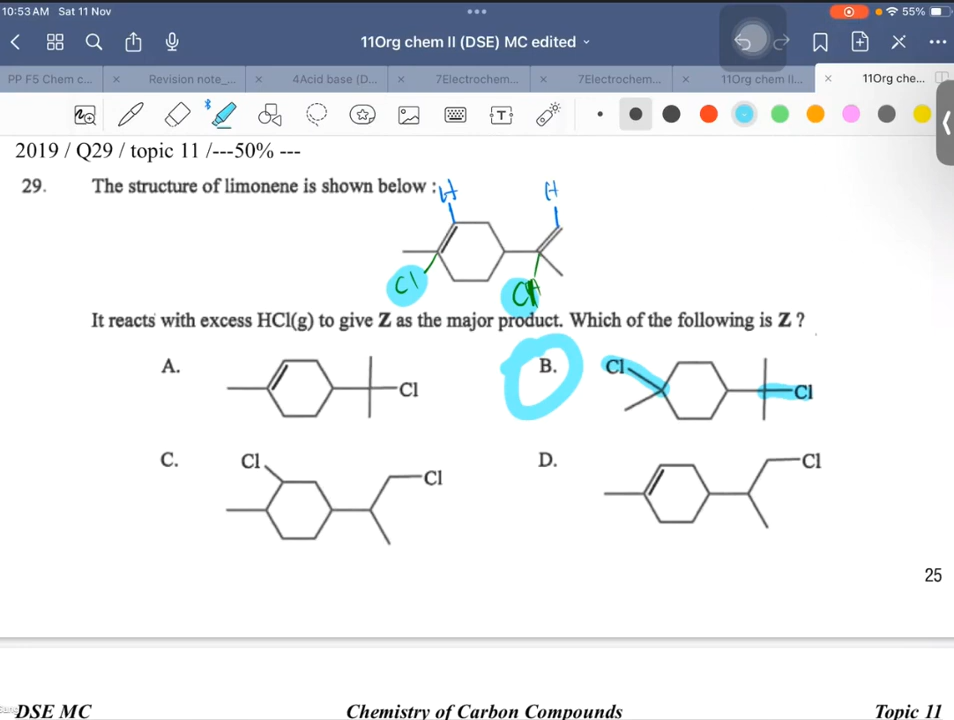 10:53 AM Sat 11 Nov 55%
11Org chem II (DSE) MC edited
PP F5 Chem c... Revision note_... 4Acid base (D... 7Electrochem... 7Electrochem... 11Org chem II... 11Org che...
2019 / Q29 / topic 11 /---50% ---
29. The structure of limonene is shown below :
H H
Cl Cl
It reacts with excess HCl(g) to give Z as the major product. Which of the following is Z ?
A. Cl B. Cl Cl
C. Cl Cl D. Cl
25
DSE MC Chemistry of Carbon Compounds Topic 11